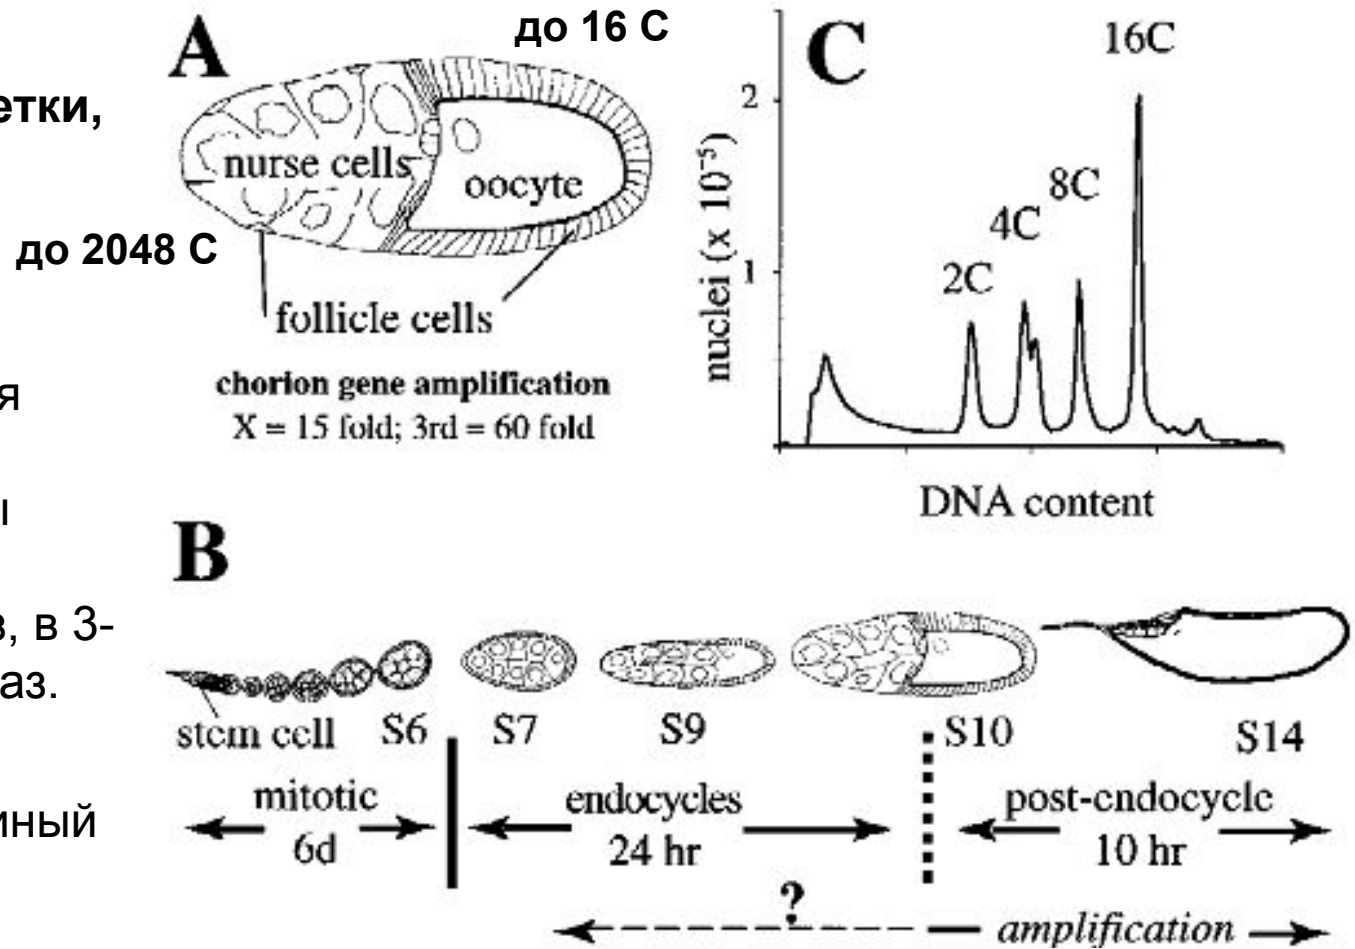 етки,
я
ы
з, в 3-
аз.
иный
A
до 16 С
nurse cells
oocyte
до 2048 С
follicle cells
chorion gene amplification
X = 15 fold; 3rd = 60 fold
C
16C
8C
4C
2C
2
1
nuclei (x 10⁻⁵)
DNA content
B
stem cell
S6
S7
S9
S10
S14
mitotic
6d
endocycles
24 hr
post-endocycle
10 hr
?
amplification